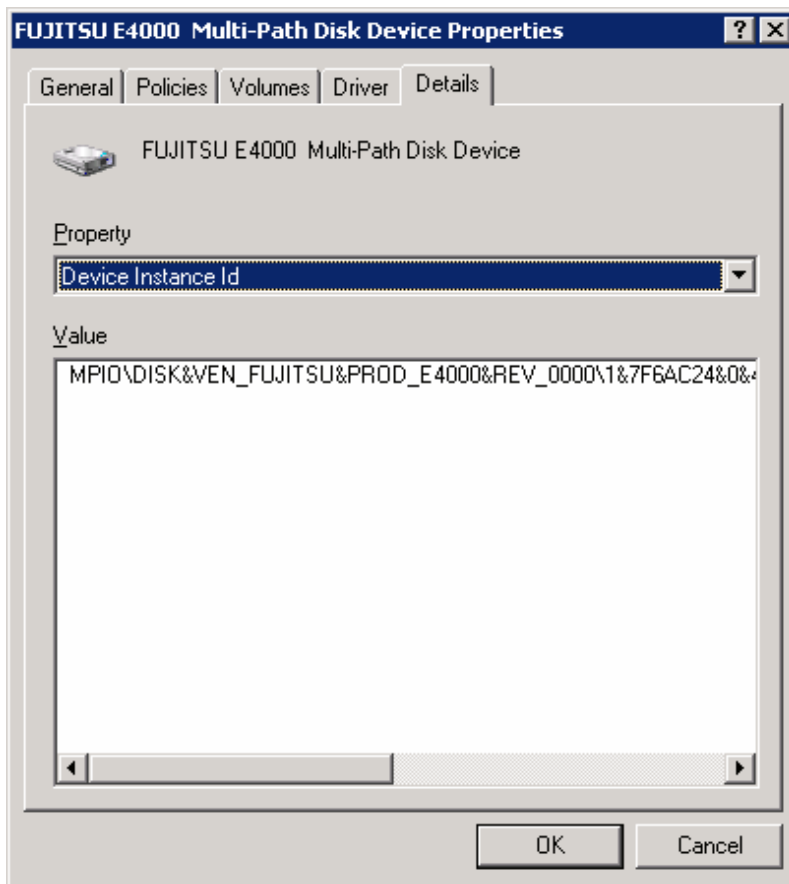 FUJITSU E4000 Multi-Path Disk Device Properties
General Policies Volumes Driver Details
FUJITSU E4000 Multi-Path Disk Device
Property
Device Instance Id
Value
MPIO\DISK&VEN_FUJITSU&PROD_E4000&REV_0000\1&7F6AC24&0&4
OK Cancel